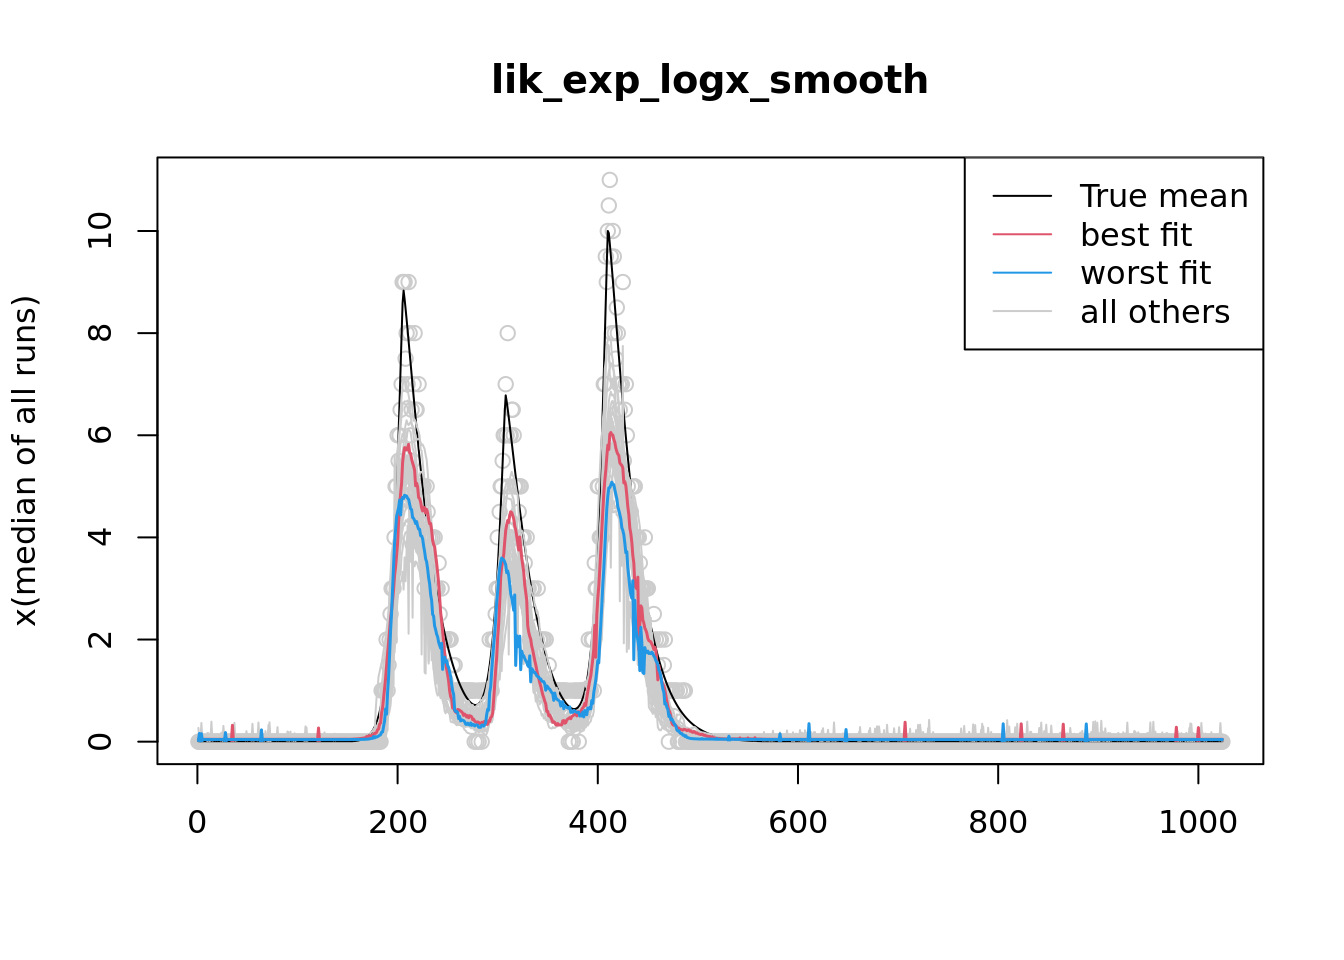 lik_exp_logx_smooth
x(median of all runs)
10
8
6
4
2
0
True mean
best fit
worst fit
all others
0 200 400 600 800 1000